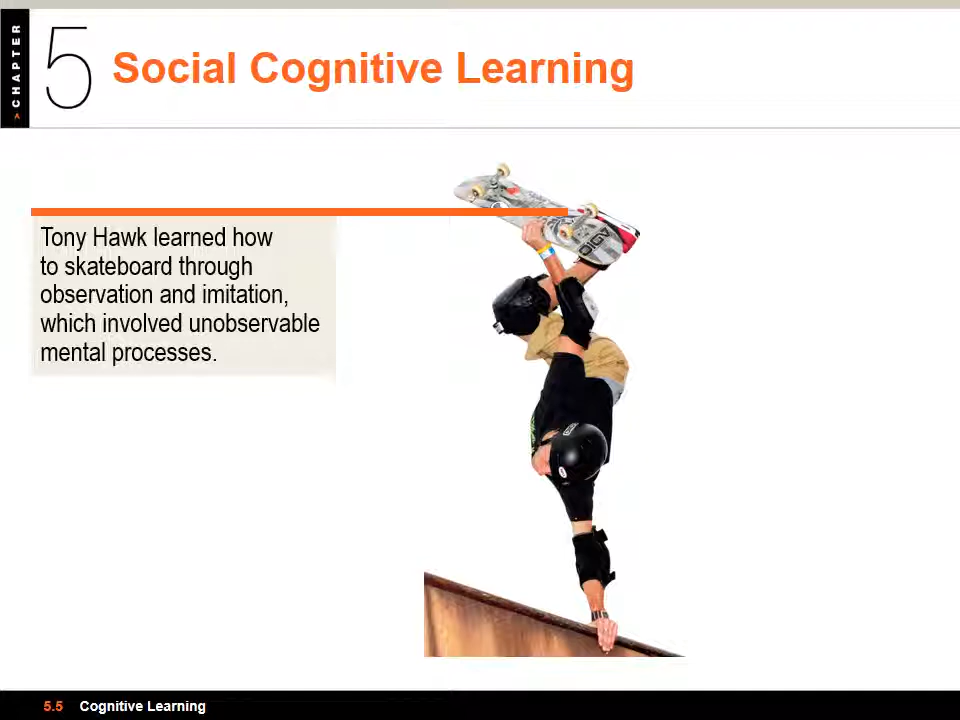 > CHAPTER
5
Social Cognitive Learning
Tony Hawk learned how
to skateboard through
observation and imitation,
which involved unobservable
mental processes.
5.5 Cognitive Learning